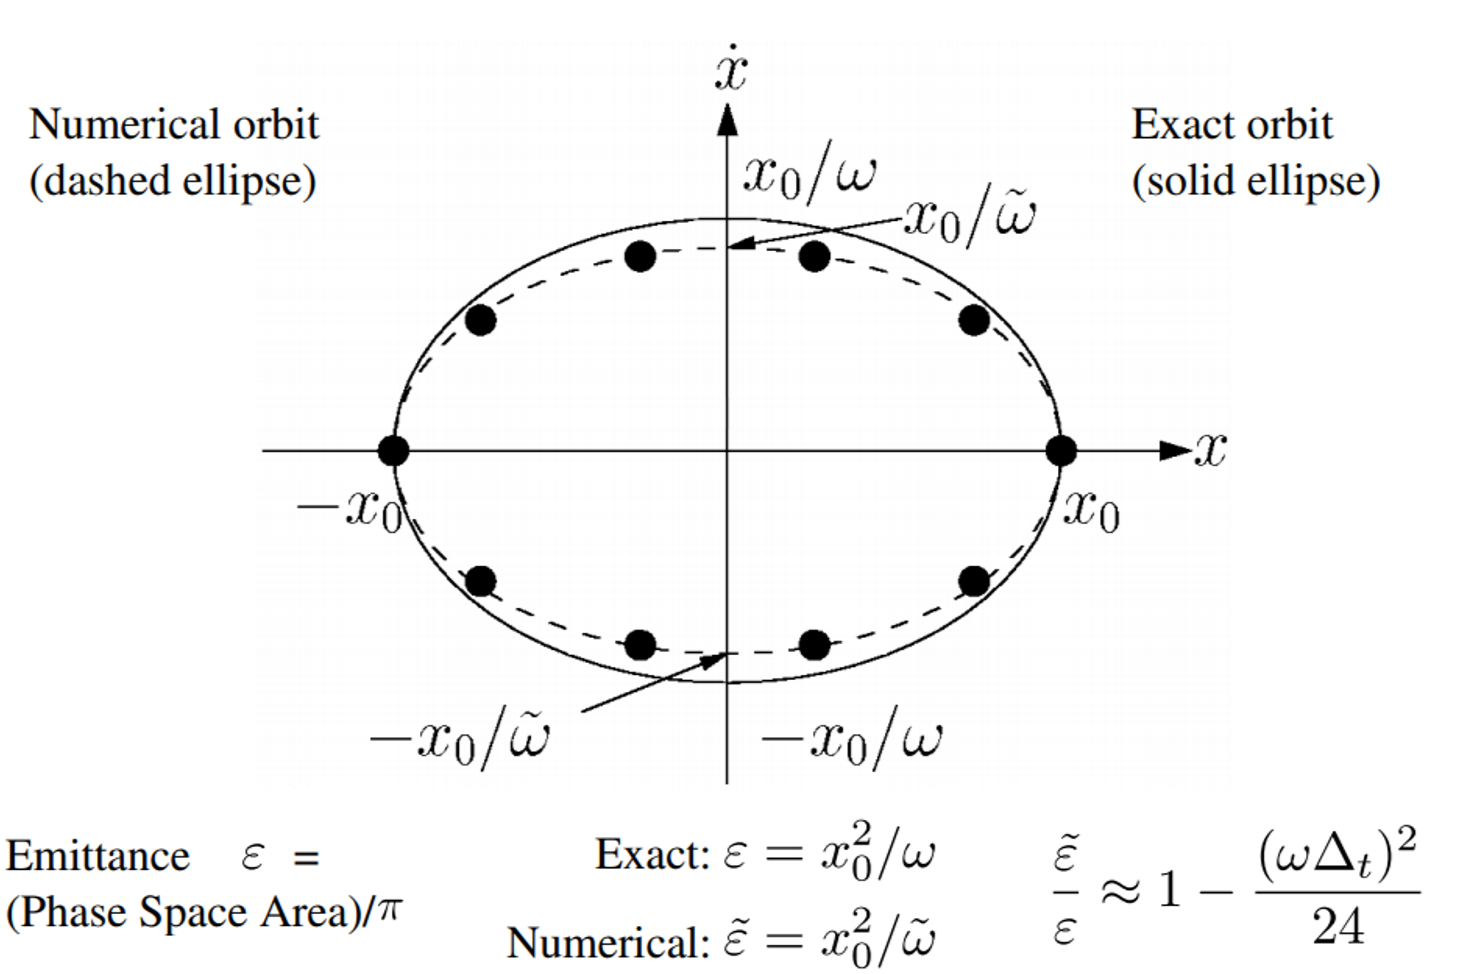 ẋ
Numerical orbit
(dashed ellipse)
Exact orbit
(solid ellipse)
x₀/ω
x₀/ω̃
x
−x₀
x₀
−x₀/ω̃
−x₀/ω
Emittance ε =
(Phase Space Area)/π
Exact: ε = x₀²/ω
Numerical: ε̃ = x₀²/ω̃
ε̃/ε ≈ 1 − (ωΔₜ)²/24